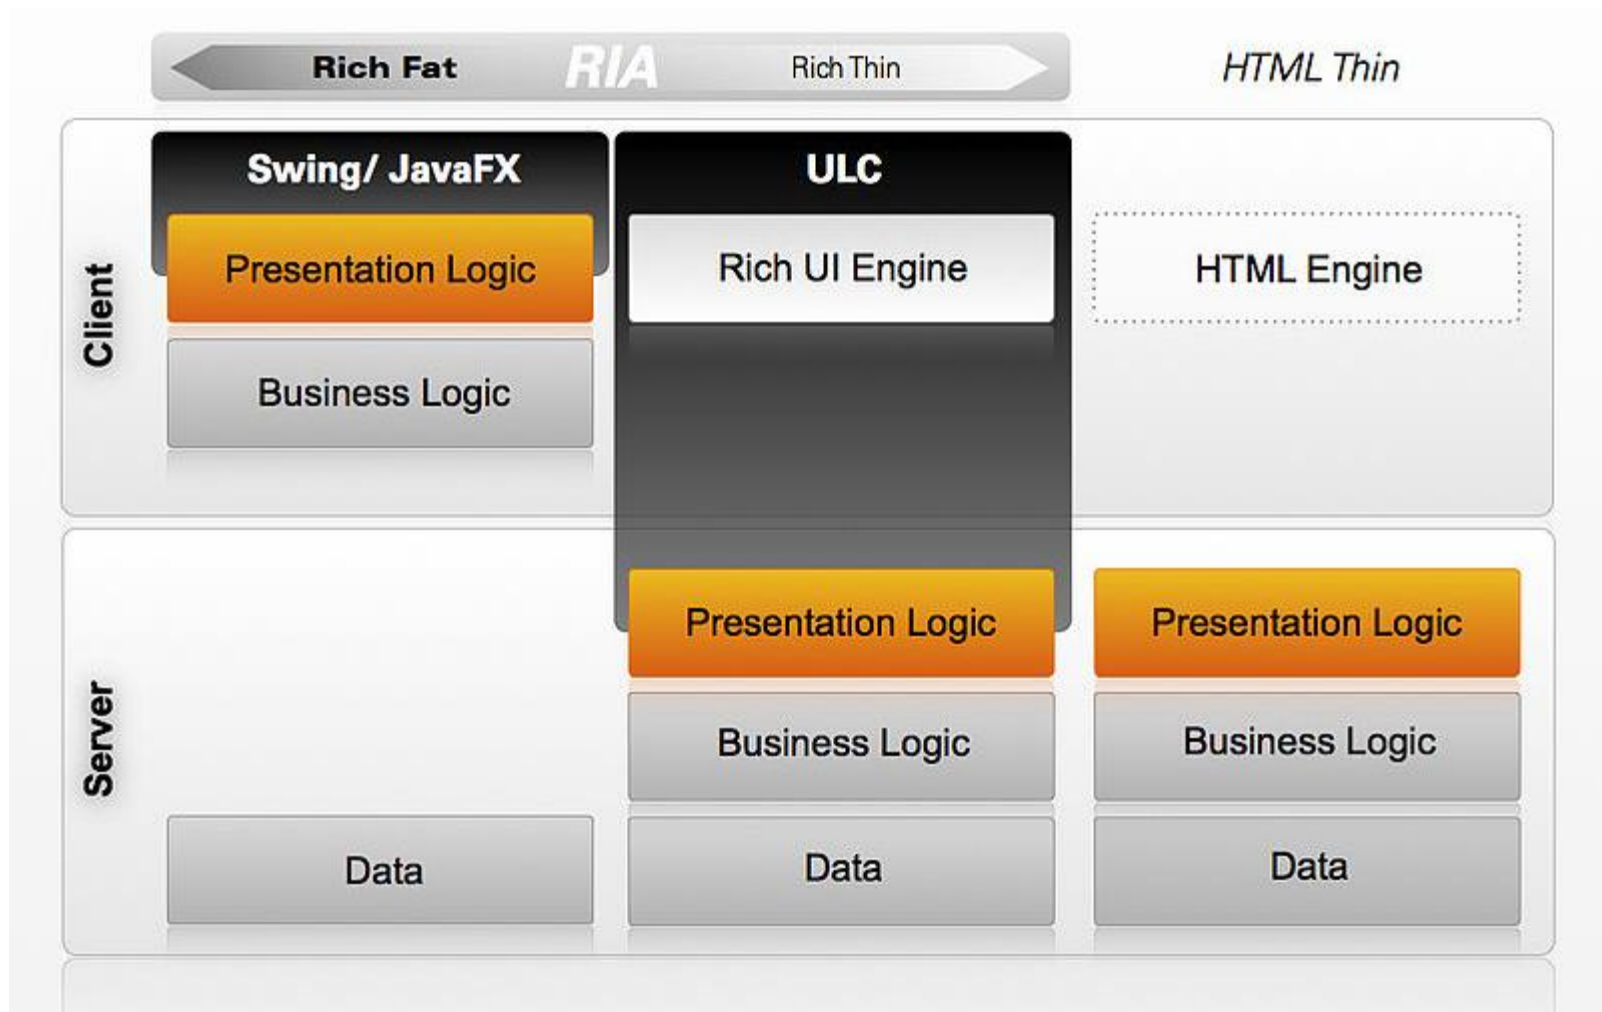 Rich Fat RIA Rich Thin HTML Thin
Swing/ JavaFX ULC
Presentation Logic Rich UI Engine HTML Engine
Client
Business Logic
Presentation Logic Presentation Logic
Server
Business Logic Business Logic
Data Data Data